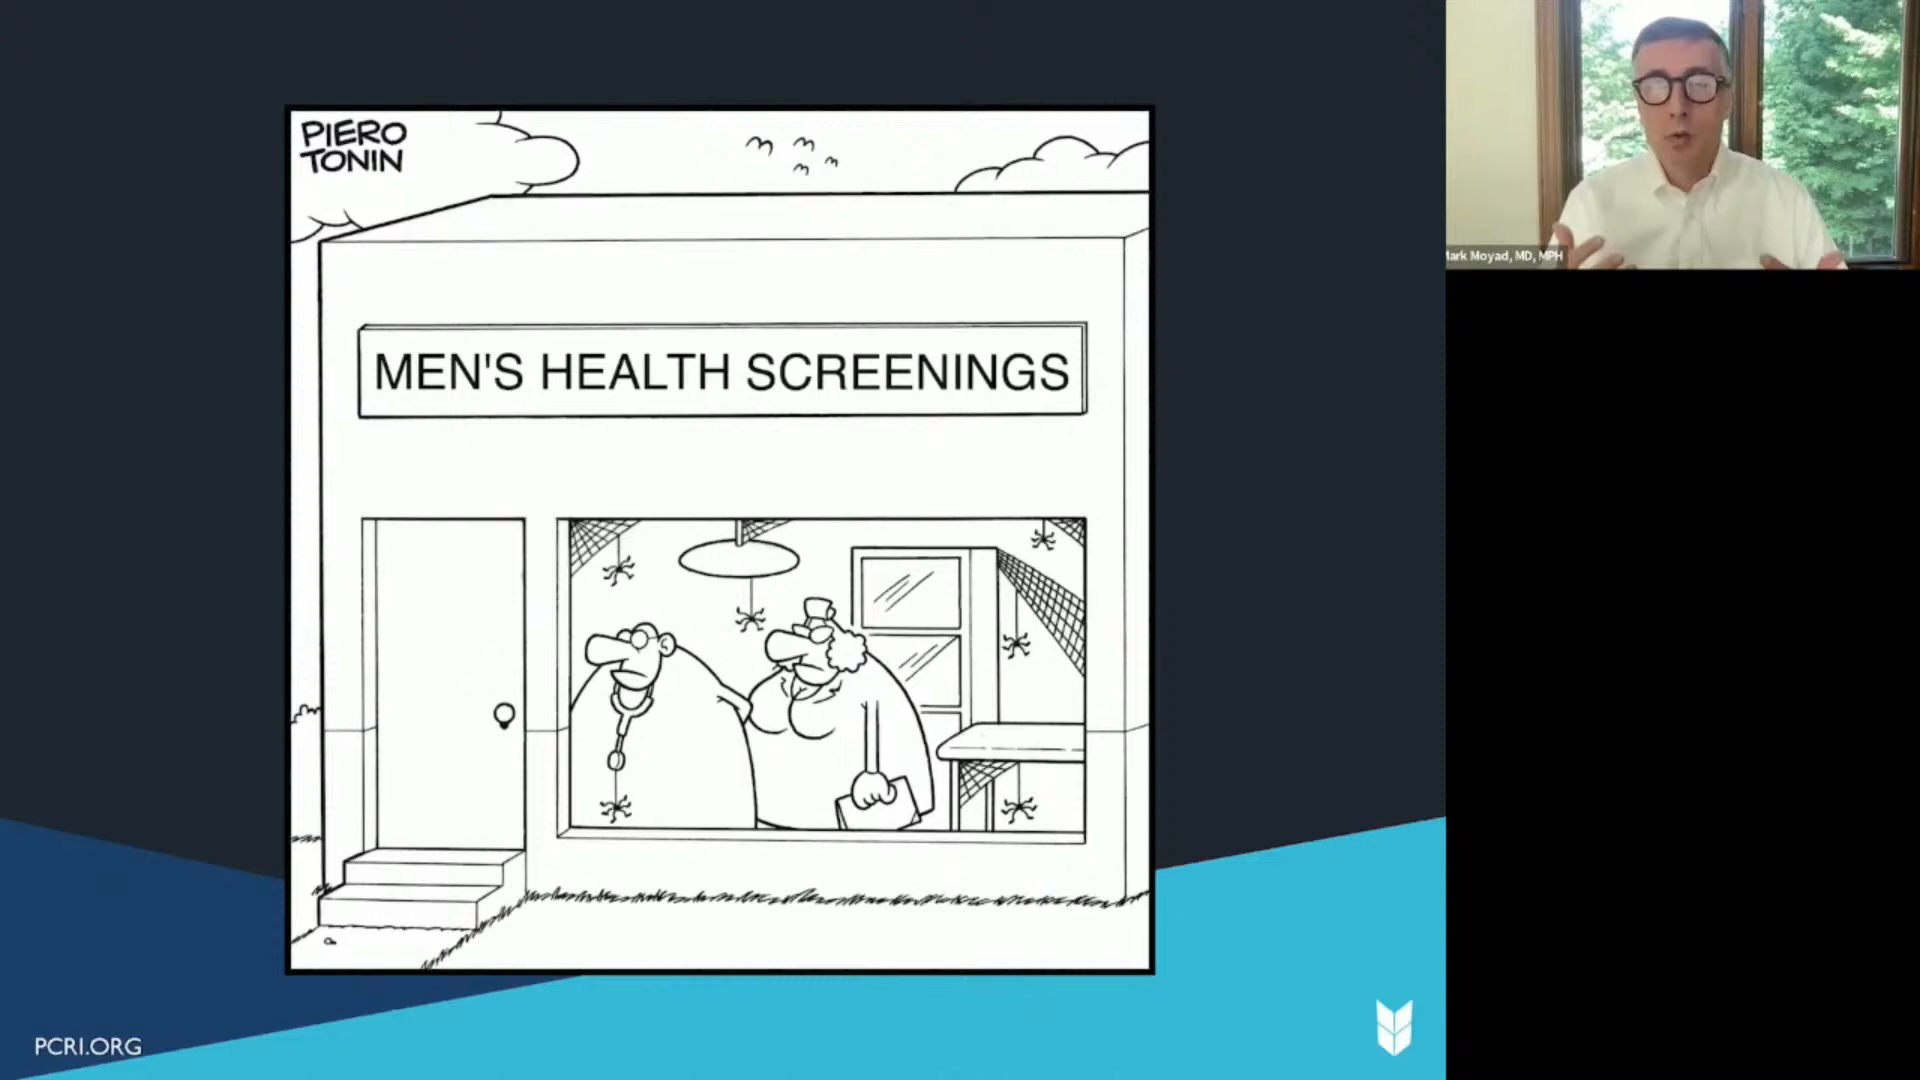 PIERO
TONIN
MEN'S HEALTH SCREENINGS
Mark Moyad, MD, MPH
PCRI.ORG